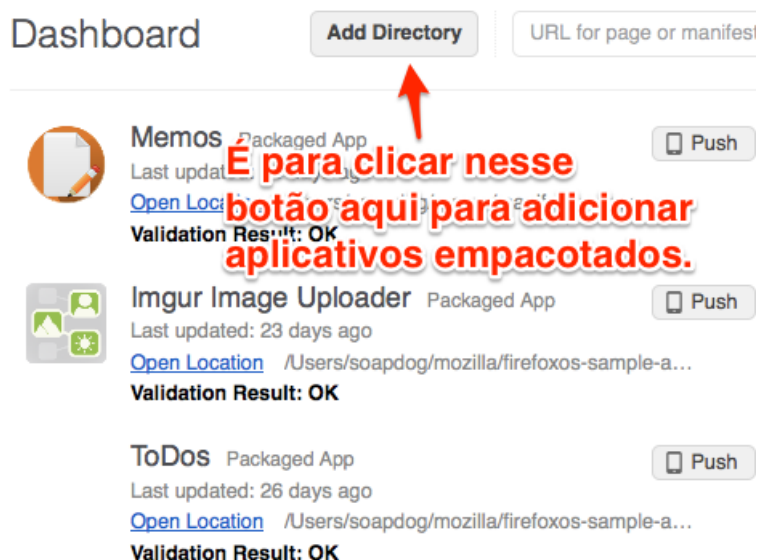 Dashboard
Add Directory
URL for page or manifest
Memos Packaged App
Push
Last
É para clicar nesse
Open
botão aqui para adicionar
Validation Result: OK
aplicativos empacotados.
Imgur Image Uploader Packaged App
Push
Last updated: 23 days ago
Open Location /Users/soapdog/mozilla/firefoxos-sample-a...
Validation Result: OK
ToDos Packaged App
Push
Last updated: 26 days ago
Open Location /Users/soapdog/mozilla/firefoxos-sample-a...
Validation Result: OK